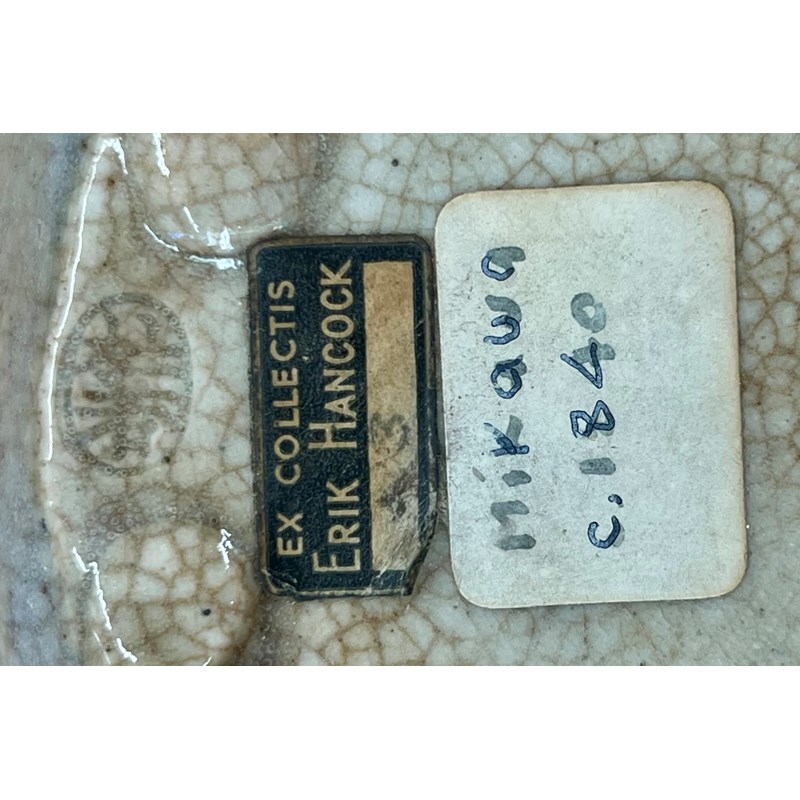 EX COLLECTIS
ERIK HANCOCK
Mikawa
c. 1840